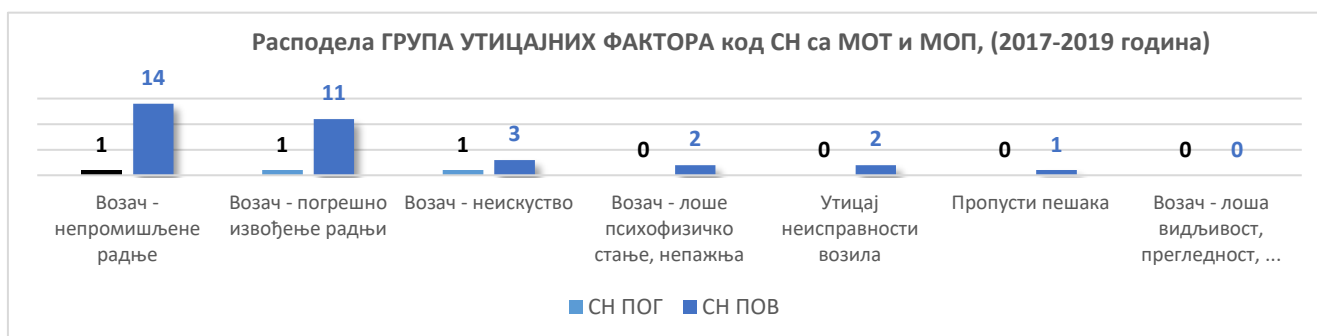 Расподела ГРУПА УТИЦАЈНИХ ФАКТОРА код СН са МОТ и МОП, (2017-2019 година)
1 14 1 11 1 3 0 2 0 2 0 1 0 0
Возач - непромишљене радње
Возач - погрешно извођење радњи
Возач - неискуство
Возач - лоше психофизичко стање, непажња
Утицај неисправности возила
Пропусти пешака
Возач - лоша видљивост, прегледност, ...
СН ПОГ СН ПОВ